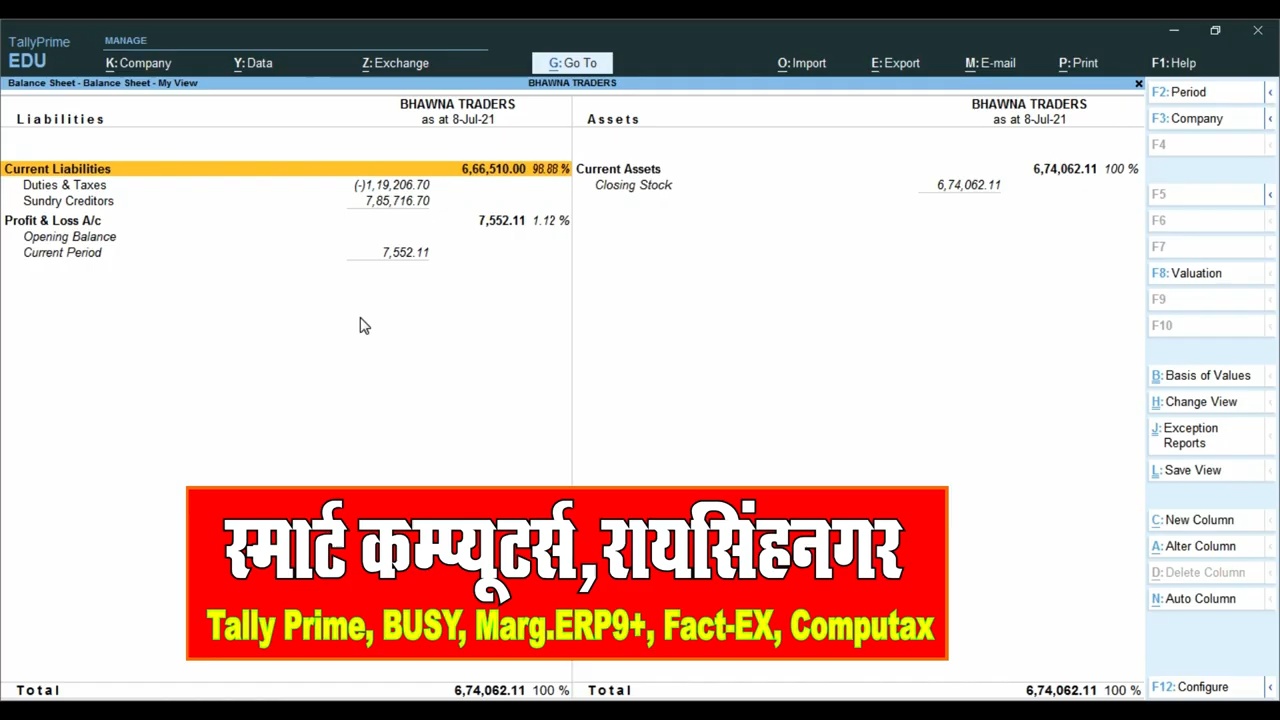 TallyPrime
EDU
MANAGE
K: Company
Y: Data
Z: Exchange
G: Go To
O: Import
E: Export
M: E-mail
P: Print
F1: Help
Balance Sheet - Balance Sheet - My View
BHAWNA TRADERS
Liabilities
BHAWNA TRADERS
as at 8-Jul-21
Current Liabilities 6,66,510.00 98.88 %
Duties & Taxes (-)1,19,206.70
Sundry Creditors 7,85,716.70
Profit & Loss A/c 7,552.11 1.12 %
Opening Balance
Current Period 7,552.11
Total 6,74,062.11 100 %
Assets
BHAWNA TRADERS
as at 8-Jul-21
Current Assets 6,74,062.11 100 %
Closing Stock 6,74,062.11
Total 6,74,062.11 100 %
F2: Period
F3: Company
F4
F5
F6
F7
F8: Valuation
F9
F10
B: Basis of Values
H: Change View
J: Exception
Reports
L: Save View
C: New Column
A: Alter Column
D: Delete Column
N: Auto Column
F12: Configure
स्मार्ट कम्प्यूटर्स,रायसिंहनगर
Tally Prime, BUSY, Marg.ERP9+, Fact-EX, Computax